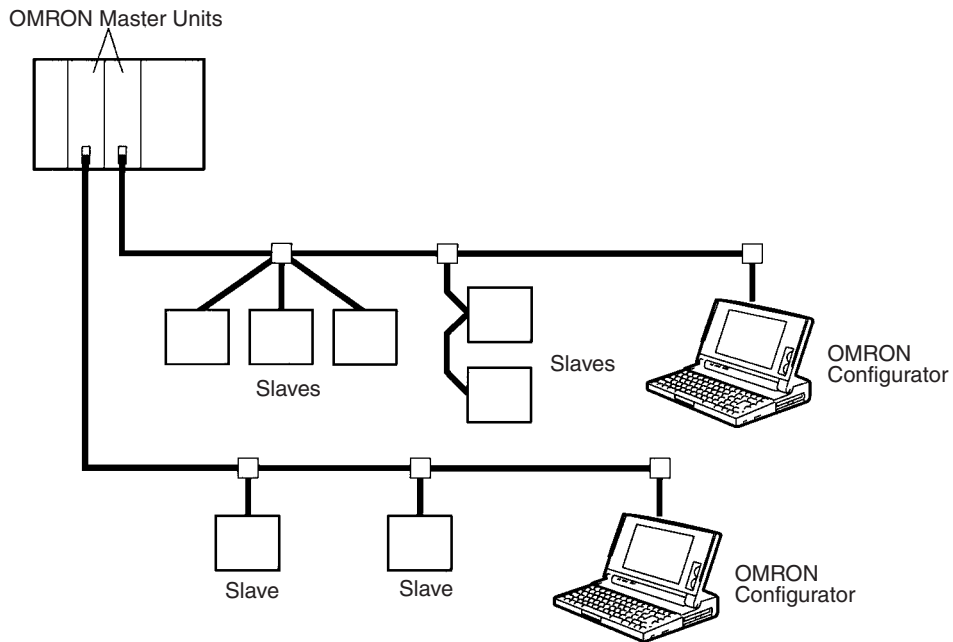 OMRON Master Units
Slaves
Slaves
OMRON
Configurator
Slave
Slave
OMRON
Configurator